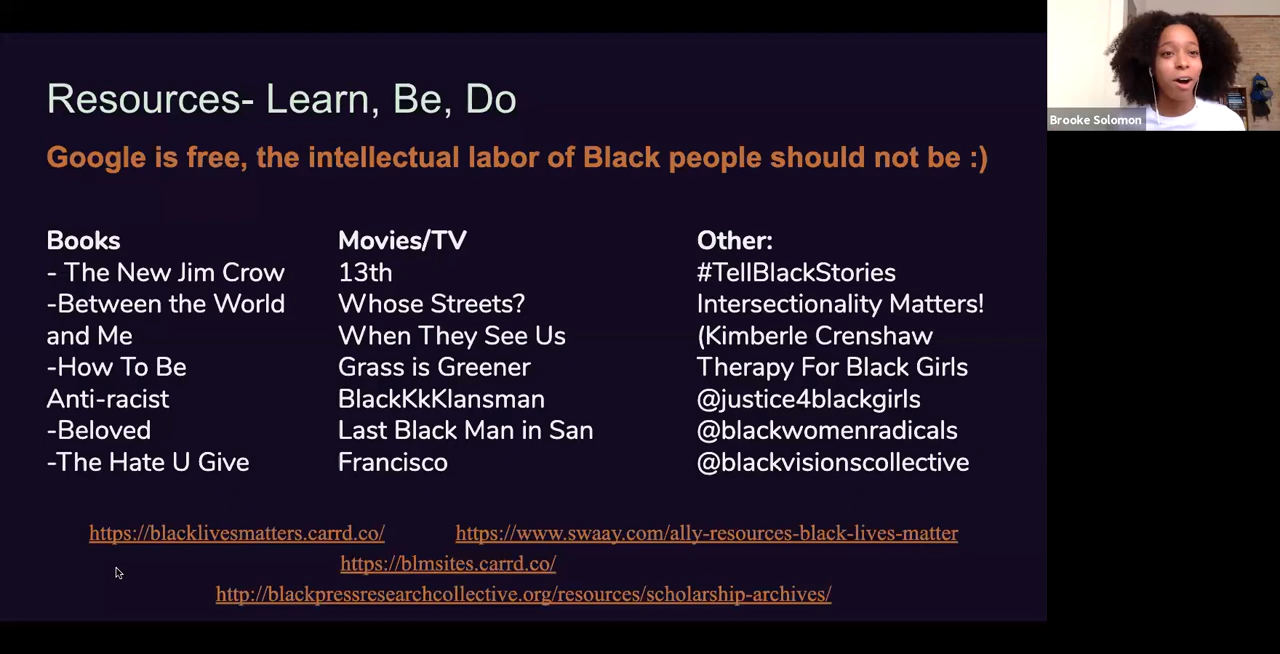 Resources- Learn, Be, Do
Google is free, the intellectual labor of Black people should not be :)
Books
- The New Jim Crow
-Between the World
and Me
-How To Be
Anti-racist
-Beloved
-The Hate U Give
Movies/TV
13th
Whose Streets?
When They See Us
Grass is Greener
BlacKkKlansman
Last Black Man in San
Francisco
Other:
#TellBlackStories
Intersectionality Matters!
(Kimberle Crenshaw
Therapy For Black Girls
@justice4blackgirls
@blackwomenradicals
@blackvisionscollective
https://blacklivesmatters.carrd.co/
https://www.swaay.com/ally-resources-black-lives-matter
https://blmsites.carrd.co/
http://blackpressresearchcollective.org/resources/scholarship-archives/
Brooke Solomon